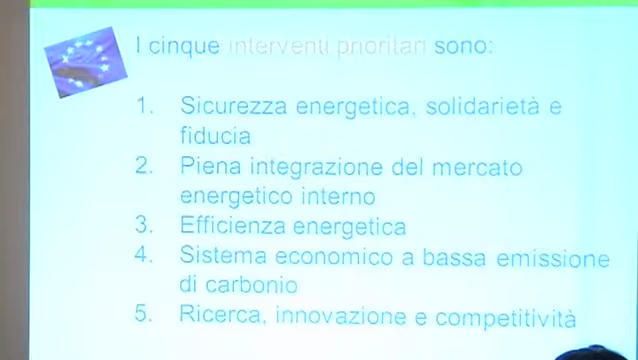 I cinque interventi prioritari sono:
1. Sicurezza energetica, solidarietà e
fiducia
2. Piena integrazione del mercato
energetico interno
3. Efficienza energetica
4. Sistema economico a bassa emissione
di carbonio
5. Ricerca, innovazione e competitività